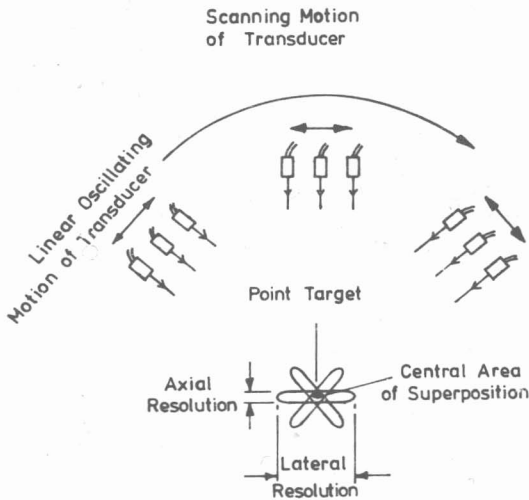 Scanning Motion
of Transducer
Linear Oscillating
Motion of Transducer
Point Target
Axial
Resolution
Central Area
of Superposition
Lateral
Resolution